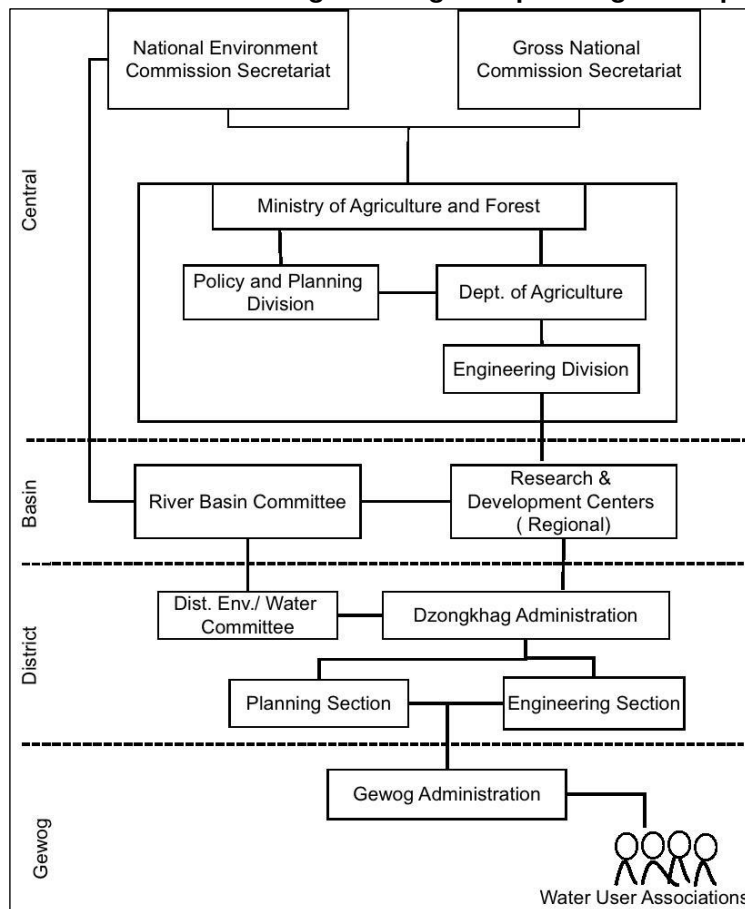 National Environment
Commission Secretariat
Gross National
Commission Secretariat
Central
Ministry of Agriculture and Forest
Policy and Planning
Division
Dept. of Agriculture
Engineering Division
Basin
River Basin Committee
Research &
Development Centers
( Regional)
District
Dist. Env./ Water
Committee
Dzongkhag Administration
Planning Section
Engineering Section
Gewog
Gewog Administration
Water User Associations